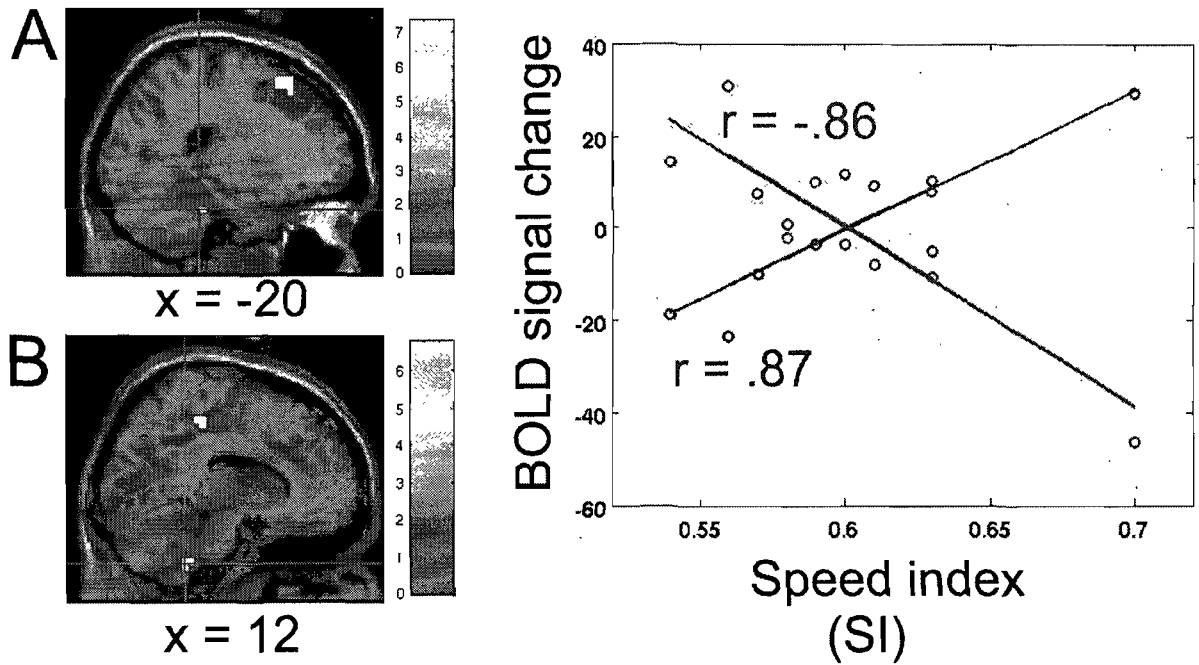 A
7
6
5
4
3
2
1
0
x = -20
B
6
5
4
3
2
1
0
x = 12
BOLD signal change
40
20
0
-20
-40
-60
r = -.86
r = .87
0.55
0.6
0.65
0.7
Speed index
(SI)